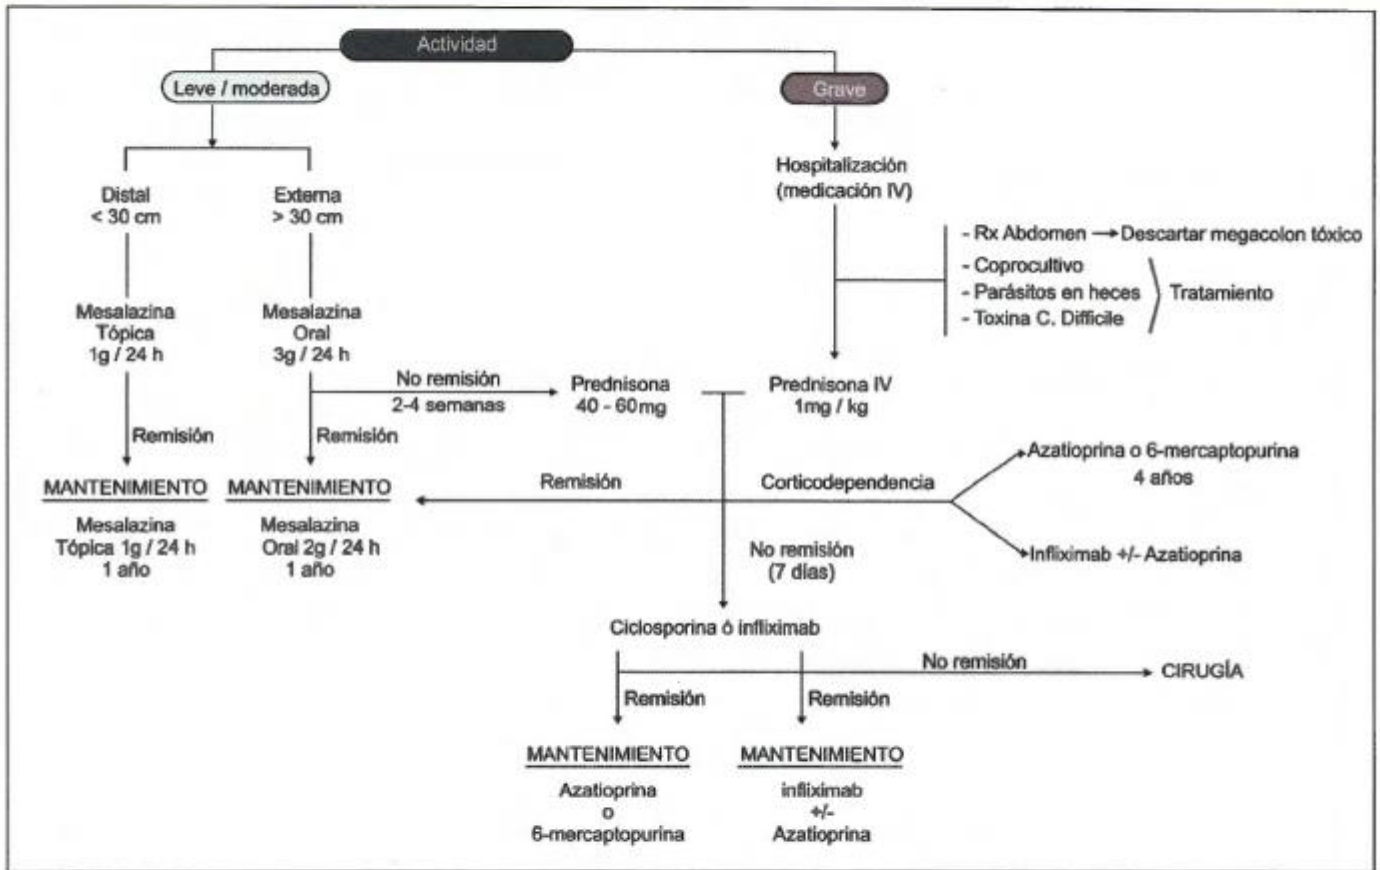 Actividad
Leve / moderada
Grave
Hospitalización
(medicación IV)
Distal
< 30 cm
Externa
> 30 cm
- Rx Abdomen → Descartar megacolon tóxico
- Coprocultivo
- Parásitos en heces
- Toxina C. Difficile
Tratamiento
Mesalazina
Tópica
1g / 24 h
Mesalazina
Oral
3g / 24 h
No remisión
2-4 semanas
Prednisona
40 - 60mg
Prednisona IV
1mg / kg
Remisión
Remisión
MANTENIMIENTO
Mesalazina
Tópica 1g / 24 h
1 año
MANTENIMIENTO
Mesalazina
Oral 2g / 24 h
1 año
Remisión
Corticodependencia
Azatioprina o 6-mercaptopurina
4 años
Infliximab +/- Azatioprina
No remisión
(7 días)
Ciclosporina ó infliximab
No remisión
CIRUGÍA
Remisión
Remisión
MANTENIMIENTO
Azatioprina
o
6-mercaptopurina
MANTENIMIENTO
infliximab
+/-
Azatioprina